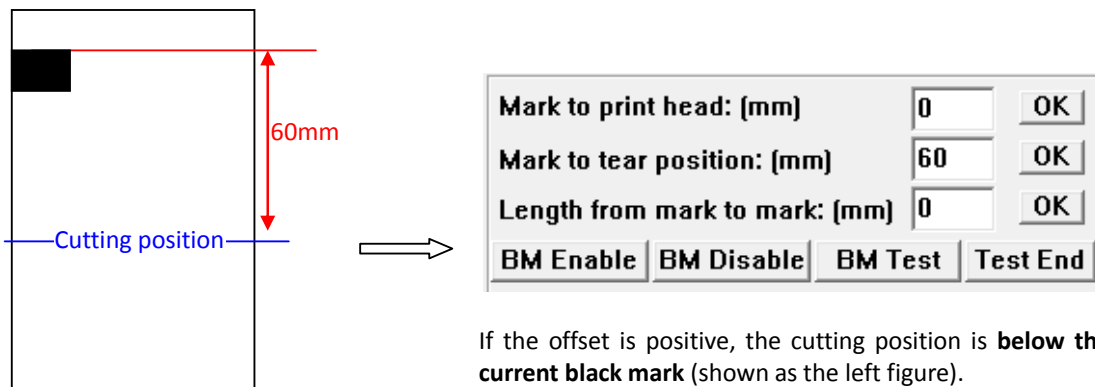 60mm
Cutting position
Mark to print head: (mm) 0 OK
Mark to tear position: (mm) 60 OK
Length from mark to mark: (mm) 0 OK
BM Enable BM Disable BM Test Test End
If the offset is positive, the cutting position is below th
current black mark (shown as the left figure).